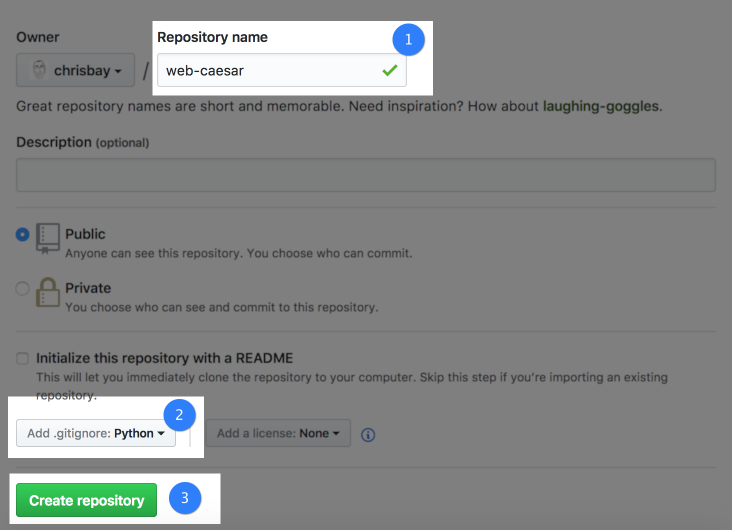 Owner
Repository name
1
chrisbay
/
web-caesar
Great repository names are short and memorable. Need inspiration? How about laughing-goggles.
Description (optional)
Public
Anyone can see this repository. You choose who can commit.
Private
You choose who can see and commit to this repository.
Initialize this repository with a README
This will let you immediately clone the repository to your computer. Skip this step if you're importing an existing
repository.
2
Add .gitignore: Python
Add a license: None
i
Create repository
3